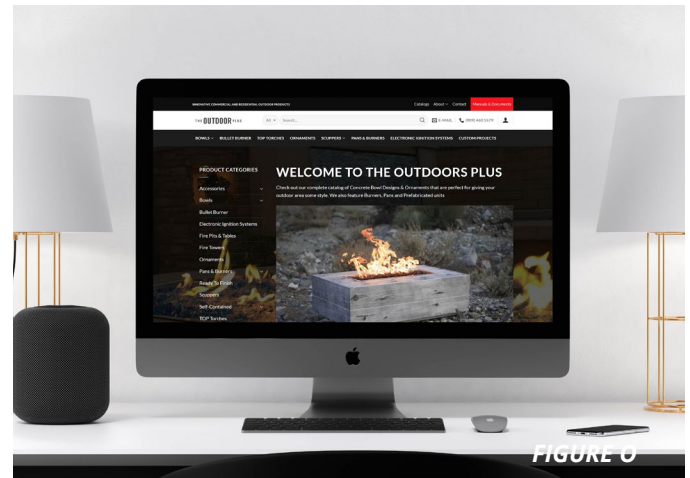 INNOVATIVE COMMERCIAL AND RESIDENTIAL OUTDOOR PRODUCTS
Catalogs About Contact Manuals & Documents
THE OUTDOOR PLUS
All Search... E-MAIL (909) 460 5579
BOWLS BULLET BURNER TOP TORCHES ORNAMENTS SCUPPERS PANS & BURNERS ELECTRONIC IGNITION SYSTEMS CUSTOM PROJECTS
PRODUCT CATEGORIES
Accessories
Bowls
Bullet Burner
Electronic Ignition Systems
Fire Pits & Tables
Fire Towers
Ornaments
Pans & Burners
Ready To Finish
Scuppers
Self-Contained
TOP Torches
WELCOME TO THE OUTDOORS PLUS
Check out our complete catalog of Concrete Bowl Designs & Ornaments that are perfect for giving your
outdoor area some style. We also feature Burners, Pans and Prefabricated units
FIGURE O